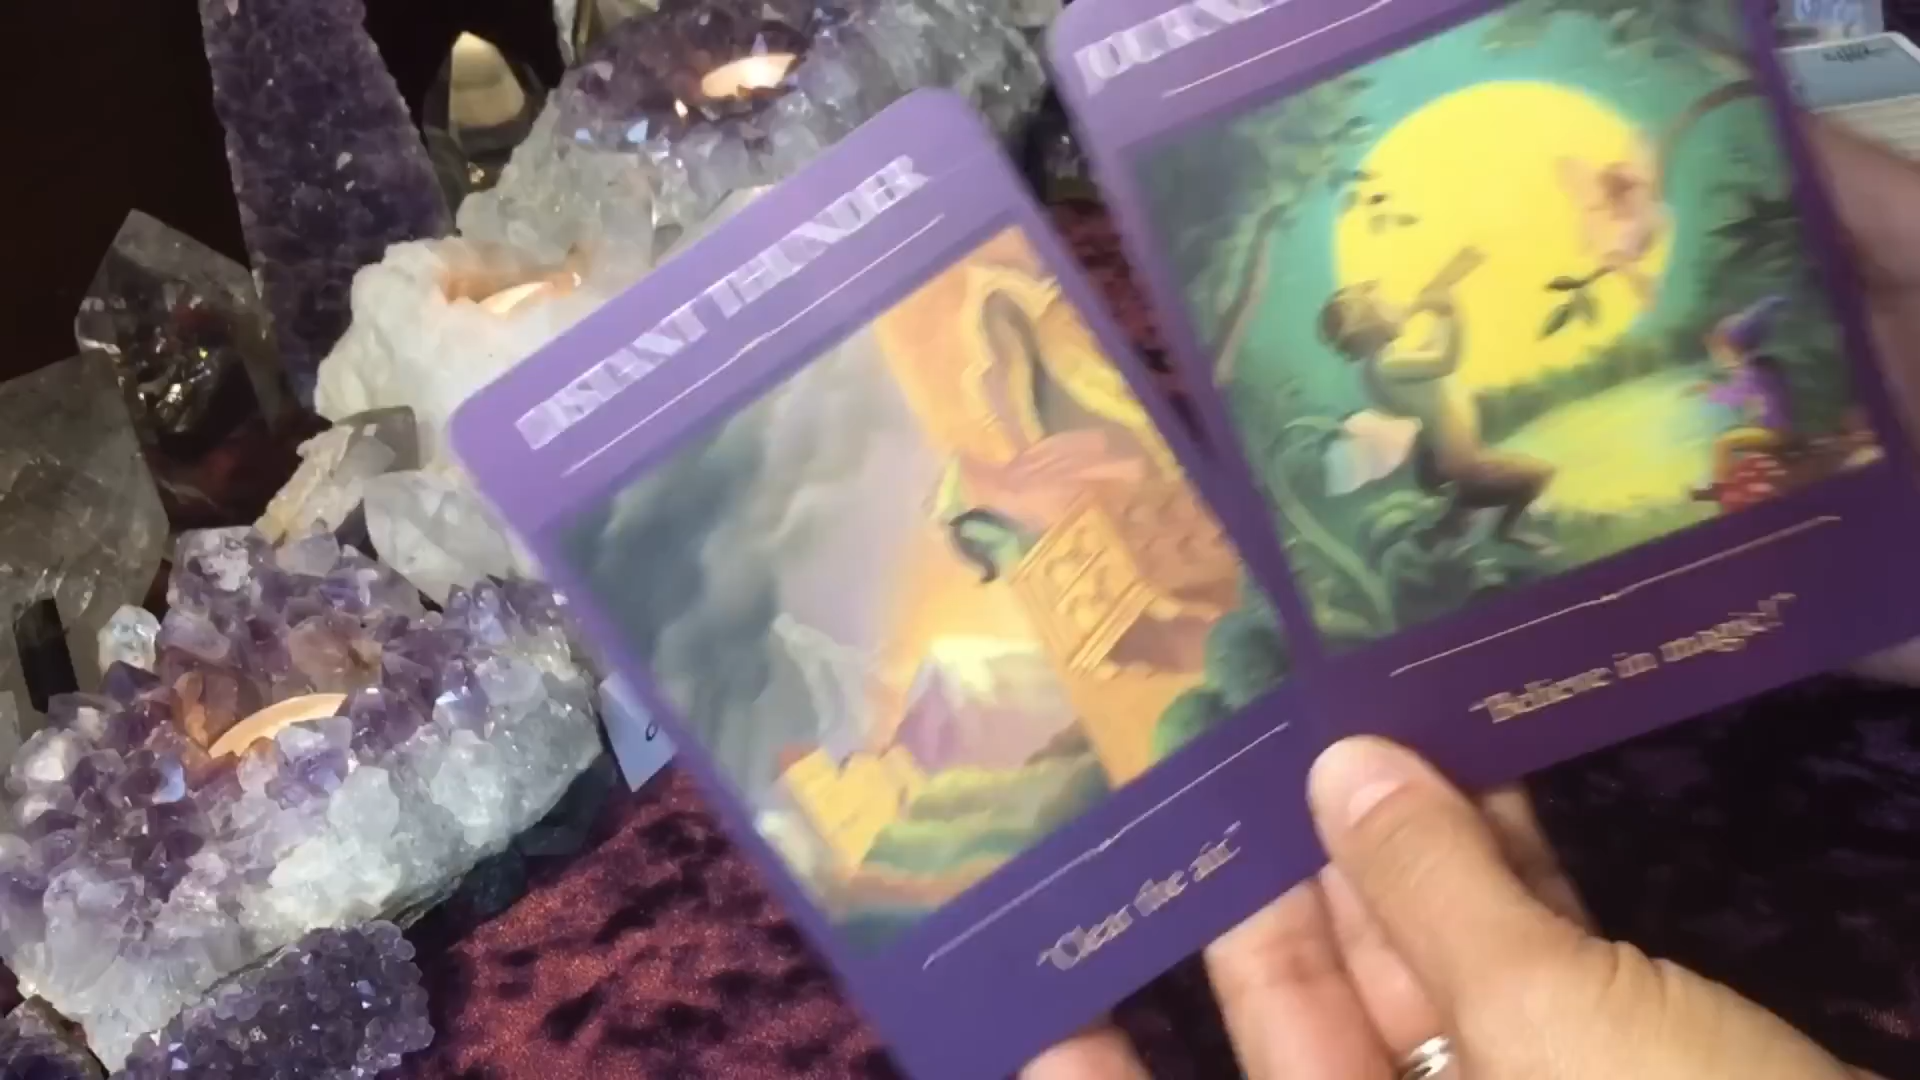 DISTANT THUNDER
"Clear the air."
"Believe in magic!"